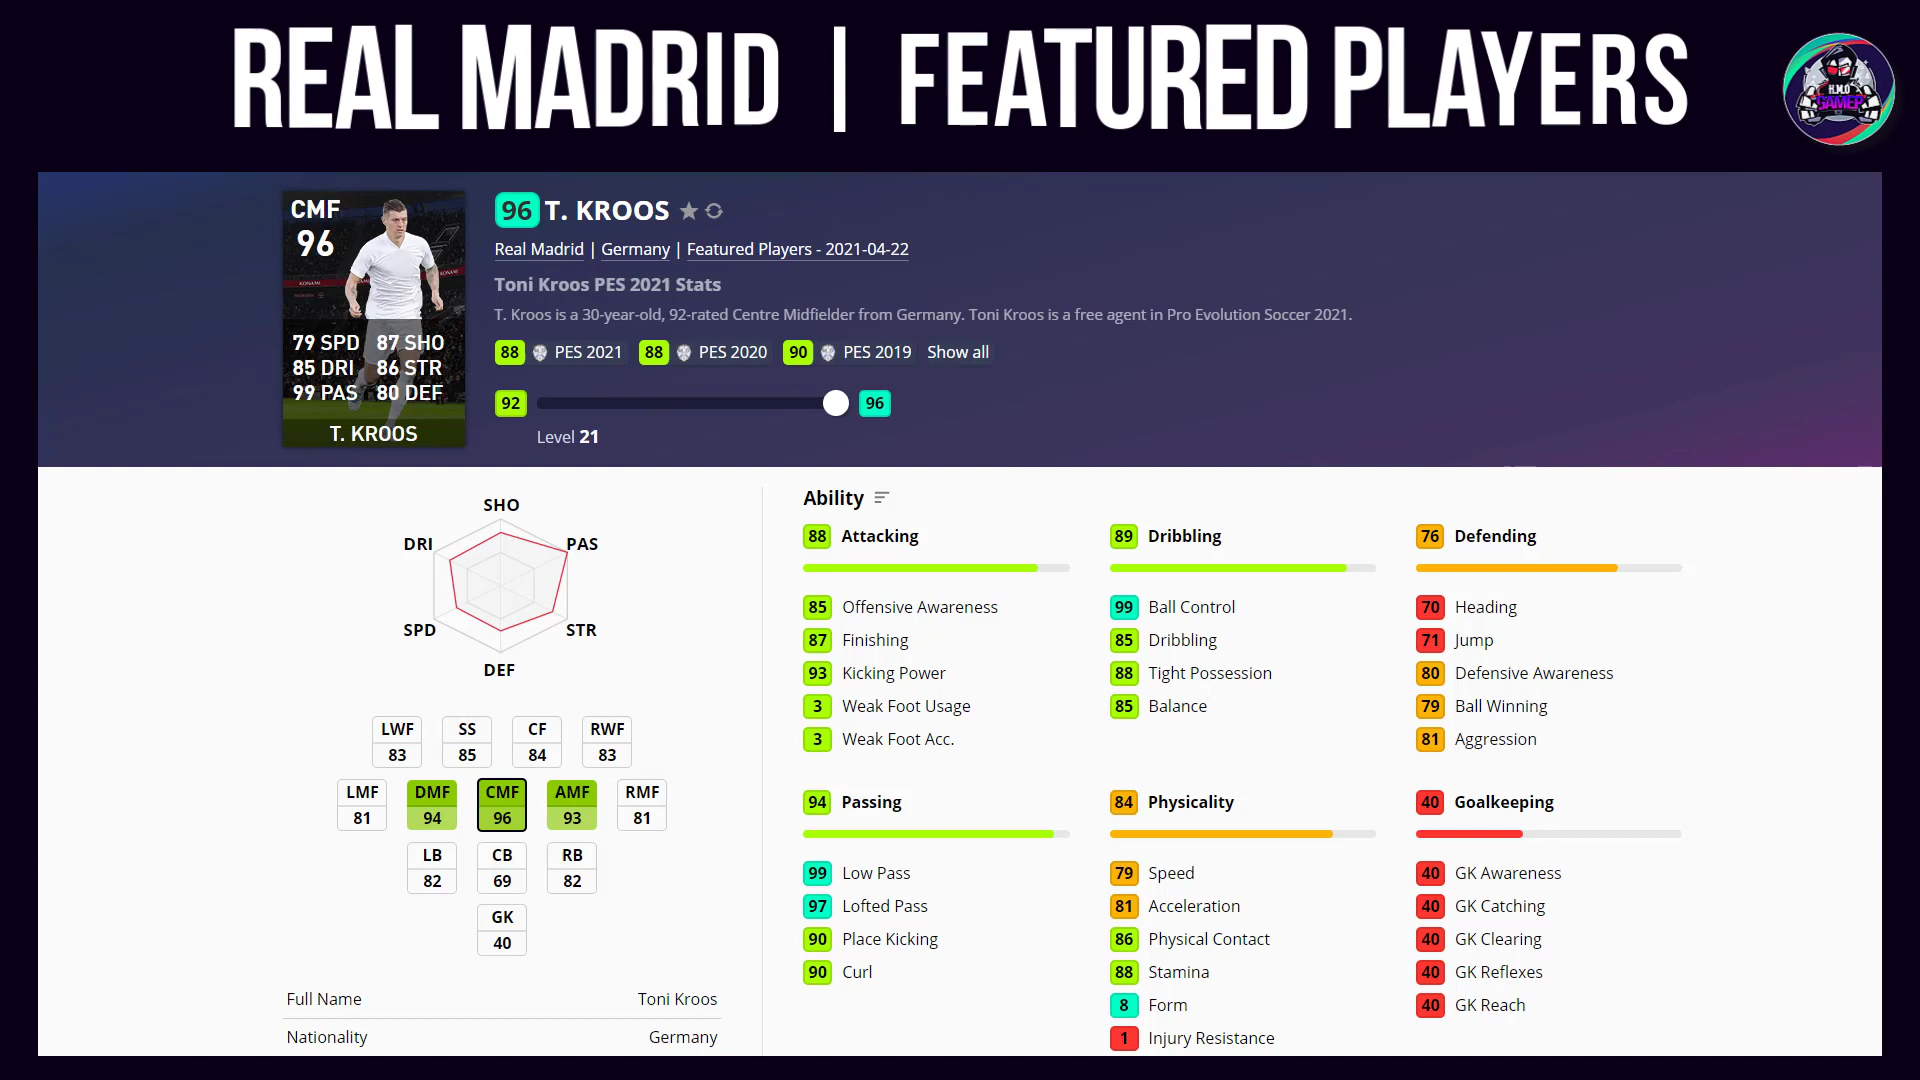 REAL MADRID | FEATURED PLAYERS
H.M.O
GAMER
CMF
96
KONAMI
KONAMI
79 SPD 87 SHO
85 DRI 86 STR
99 PAS 80 DEF
T. KROOS
96 T. KROOS
Real Madrid | Germany | Featured Players - 2021-04-22
Toni Kroos PES 2021 Stats
T. Kroos is a 30-year-old, 92-rated Centre Midfielder from Germany. Toni Kroos is a free agent in Pro Evolution Soccer 2021.
88 PES 2021 88 PES 2020 90 PES 2019 Show all
92 96
Level 21
SHO
DRI PAS
SPD STR
DEF
LWF SS CF RWF
83 85 84 83
LMF DMF CMF AMF RMF
81 94 96 93 81
LB CB RB
82 69 82
GK
40
Full Name Toni Kroos
Nationality Germany
Ability
88 Attacking
85 Offensive Awareness
87 Finishing
93 Kicking Power
3 Weak Foot Usage
3 Weak Foot Acc.
89 Dribbling
99 Ball Control
85 Dribbling
88 Tight Possession
85 Balance
76 Defending
70 Heading
71 Jump
80 Defensive Awareness
79 Ball Winning
81 Aggression
94 Passing
99 Low Pass
97 Lofted Pass
90 Place Kicking
90 Curl
84 Physicality
79 Speed
81 Acceleration
86 Physical Contact
88 Stamina
8 Form
1 Injury Resistance
40 Goalkeeping
40 GK Awareness
40 GK Catching
40 GK Clearing
40 GK Reflexes
40 GK Reach